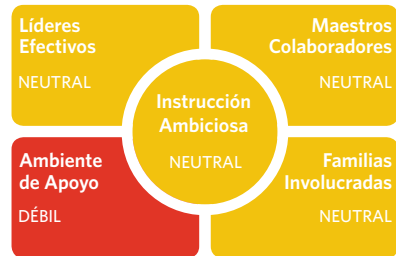 Líderes
Efectivos
NEUTRAL
Maestros
Colaboradores
NEUTRAL
Instrucción
Ambiciosa
NEUTRAL
Ambiente
de Apoyo
DÉBIL
Familias
Involucradas
NEUTRAL